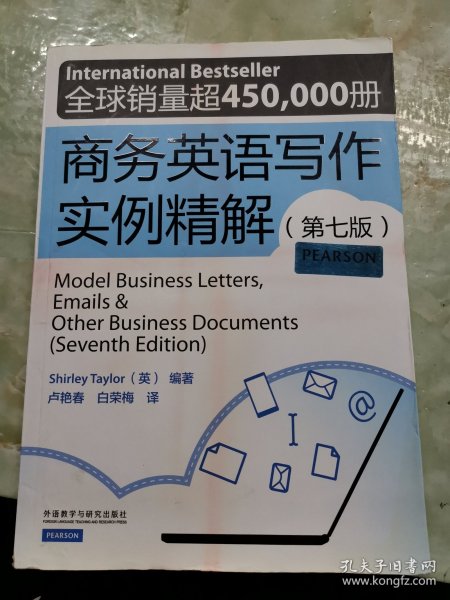 International Bestseller
全球销量超450,000册
商务英语写作
实例精解（第七版）
PEARSON
Model Business Letters,
Emails &
Other Business Documents
(Seventh Edition)
Shirley Taylor（英） 编著
卢艳春 白荣梅 译
@
外语教学与研究出版社
FOREIGN LANGUAGE TEACHING AND RESEARCH PRESS
PEARSON
孔夫子旧书网
www.kongfz.com